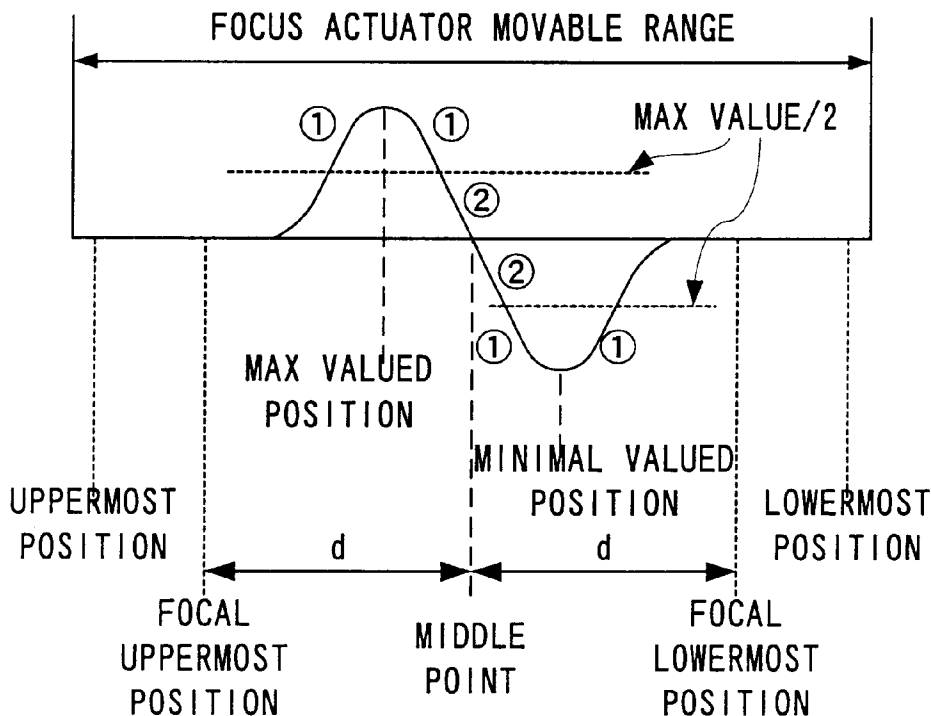 FOCUS ACTUATOR MOVABLE RANGE
① ①
MAX VALUE/2
②
②
① ①
MAX VALUED
POSITION
MINIMAL VALUED
POSITION
UPPERMOST
POSITION
LOWERMOST
POSITION
d
d
FOCAL
UPPERMOST
POSITION
MIDDLE
POINT
FOCAL
LOWERMOST
POSITION